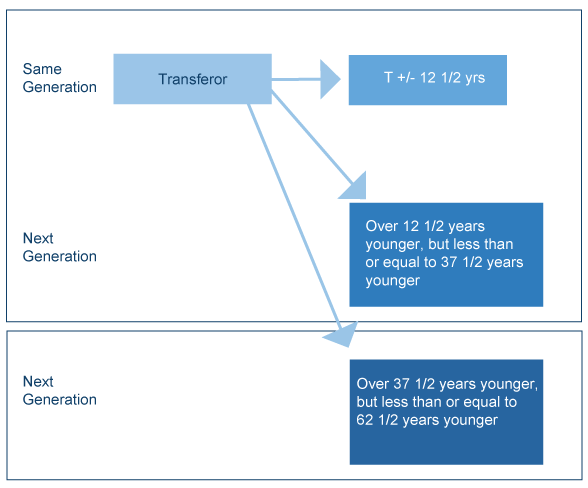 Same
Generation
Transferor
T +/- 12 1/2 yrs
Next
Generation
Over 12 1/2 years
younger, but less than
or equal to 37 1/2 years
younger
Next
Generation
Over 37 1/2 years younger,
but less than or equal to
62 1/2 years younger